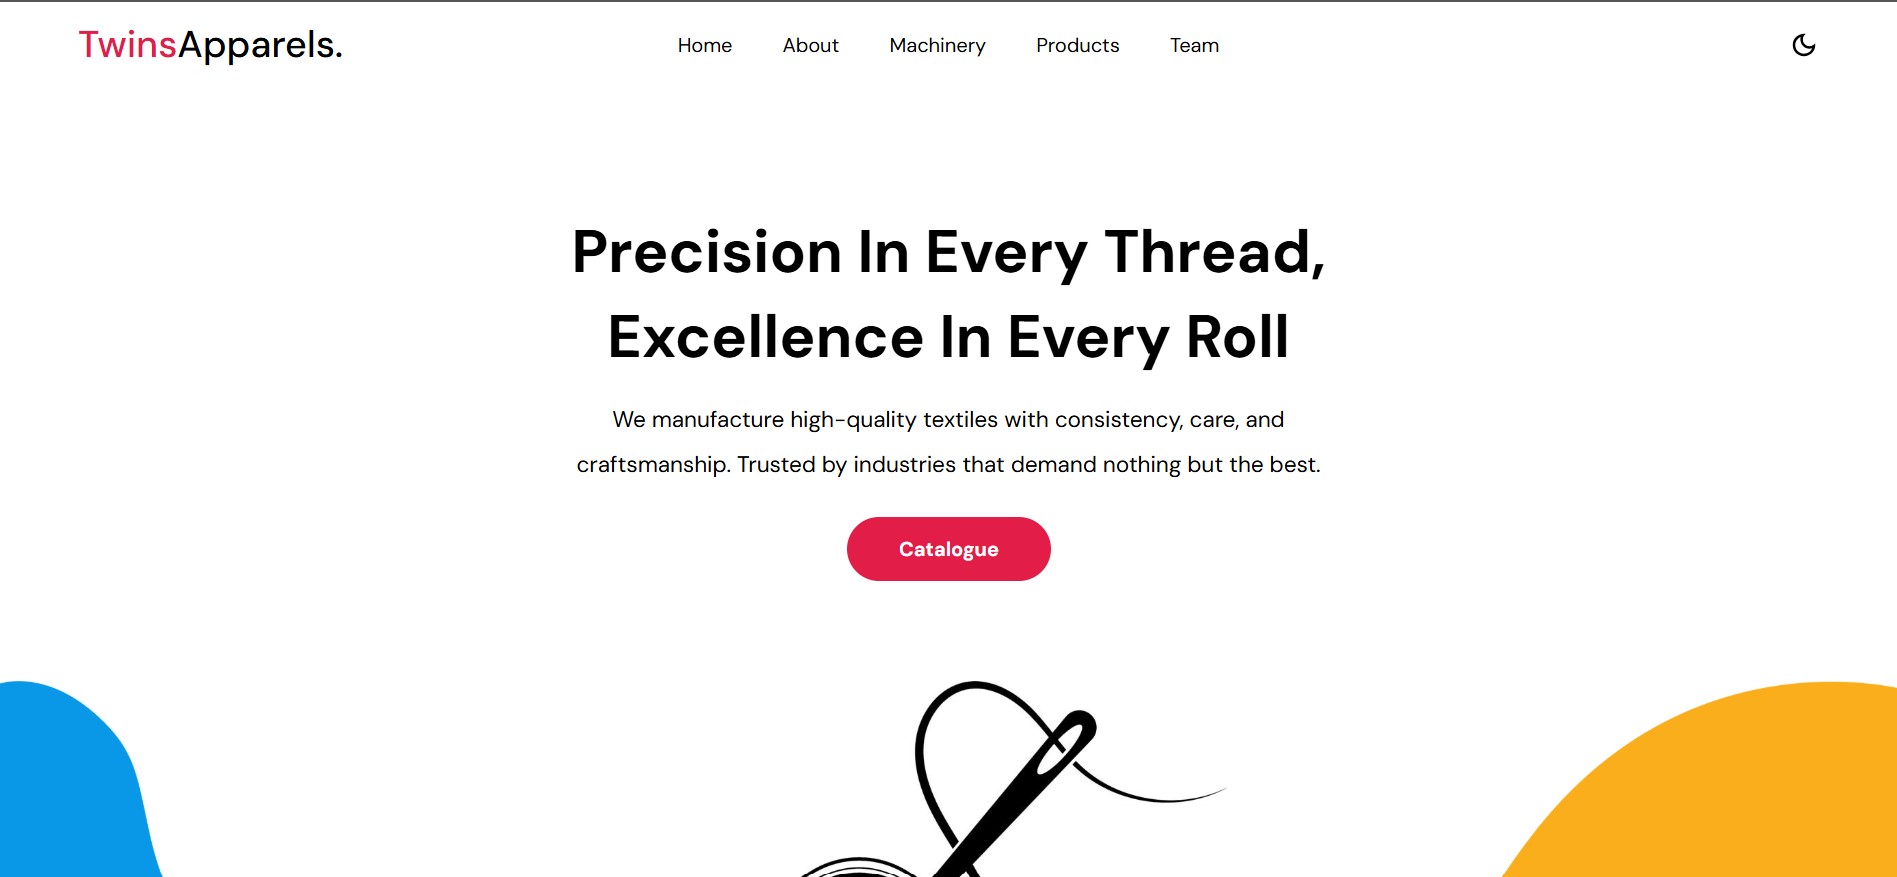 TwinsApparels.
Home About Machinery Products Team
Precision In Every Thread,
Excellence In Every Roll
We manufacture high-quality textiles with consistency, care, and
craftsmanship. Trusted by industries that demand nothing but the best.
Catalogue